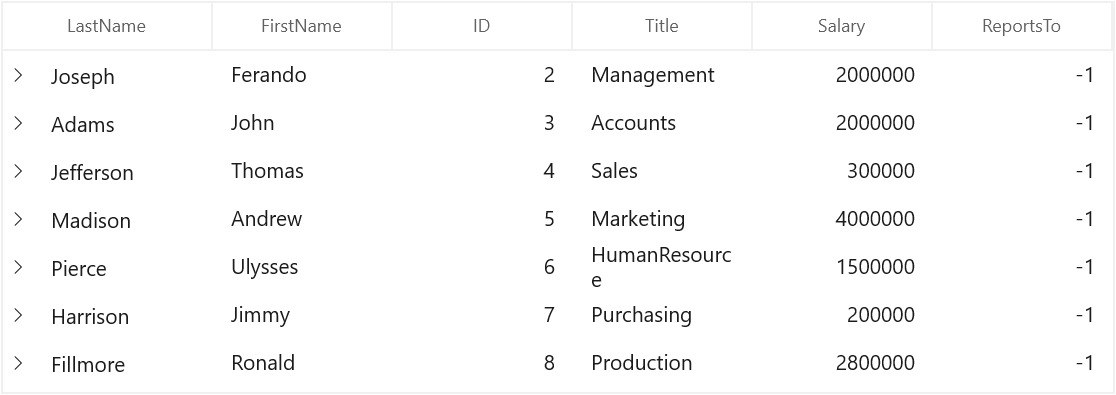 LastName FirstName ID Title Salary ReportsTo
Joseph Ferando 2 Management 2000000 -1
Adams John 3 Accounts 2000000 -1
Jefferson Thomas 4 Sales 300000 -1
Madison Andrew 5 Marketing 4000000 -1
Pierce Ulysses 6 HumanResourc 1500000 -1
e
Harrison Jimmy 7 Purchasing 200000 -1
Fillmore Ronald 8 Production 2800000 -1